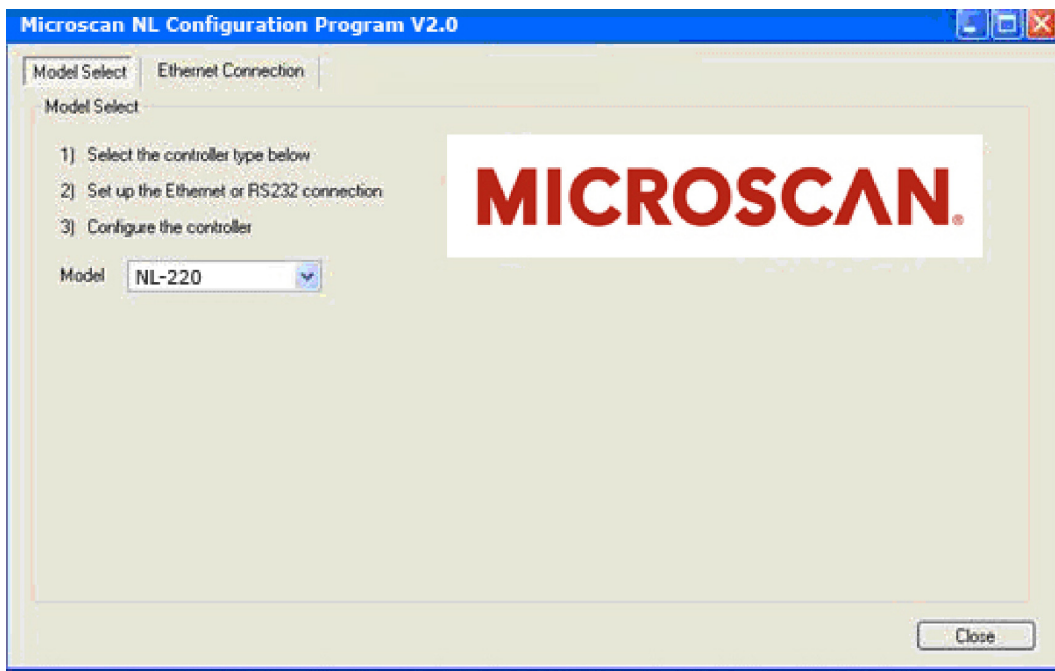 Microscan NL Configuration Program V2.0
Model Select Ethernet Connection
Model Select
1) Select the controller type below
2) Set up the Ethernet or RS232 connection
3) Configure the controller
MICROSCAN®
Model NL-220
Close